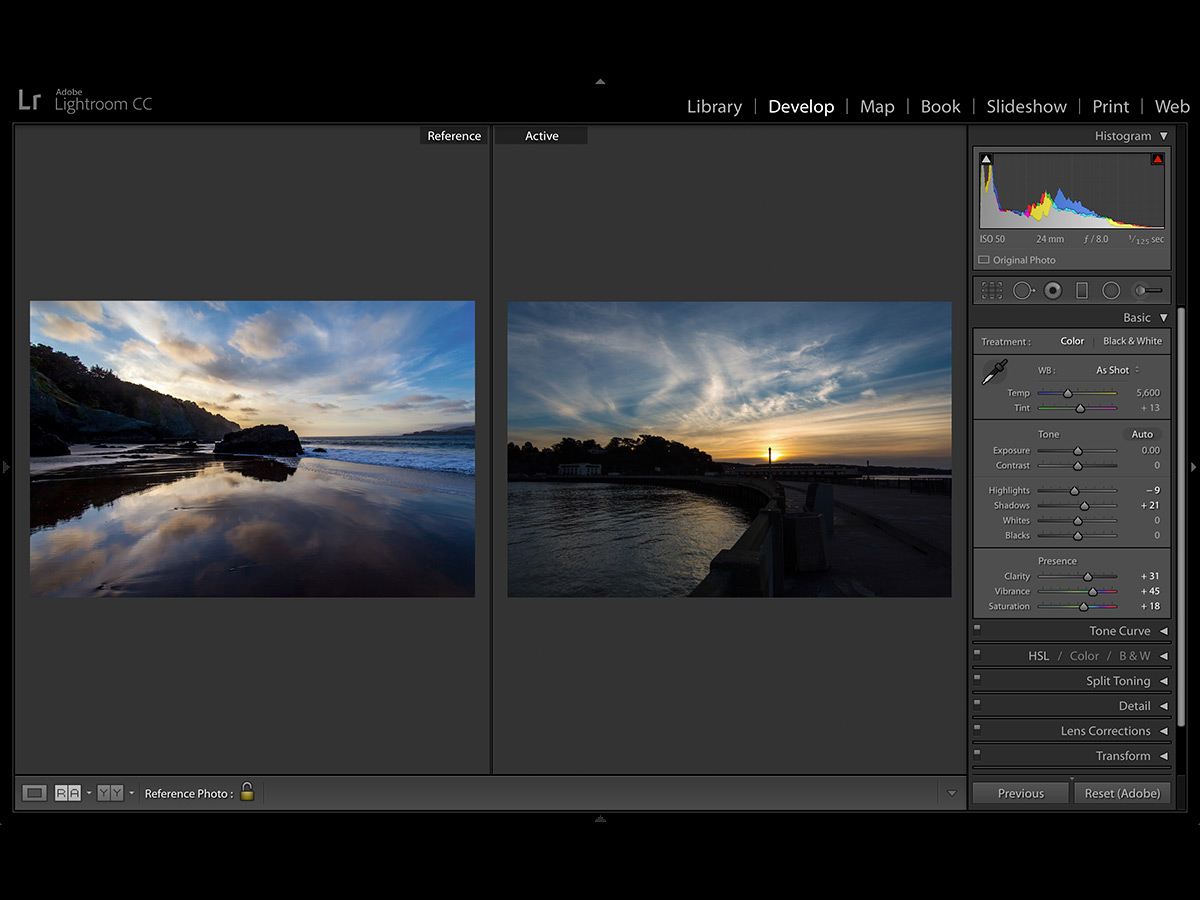 Lr Adobe
Lightroom CC
Library | Develop | Map | Book | Slideshow | Print | Web
Reference
Active
Histogram
ISO 50 24 mm ƒ / 8.0 1/125 sec
Original Photo
Basic
Treatment : Color Black & White
WB : As Shot
Temp 5,600
Tint + 13
Tone Auto
Exposure 0.00
Contrast 0
Highlights − 9
Shadows + 21
Whites 0
Blacks 0
Presence
Clarity + 31
Vibrance + 45
Saturation + 18
Tone Curve
HSL / Color / B & W
Split Toning
Detail
Lens Corrections
Transform
R A Y Y Reference Photo :
Previous Reset (Adobe)